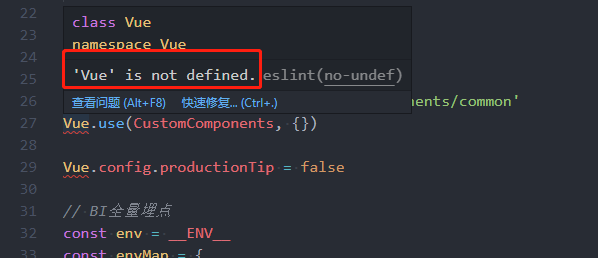 22
class Vue
23
namespace Vue
24
25
'Vue' is not defined. eslint(no-undef)
26
查看问题 (Alt+F8) 快速修复... (Ctrl+.)
nents/common'
27 Vue.use(CustomComponents, {})
28
29 Vue.config.productionTip = false
30
31 // BI全量埋点
32 const env = __ENV__
33 const envMap = {